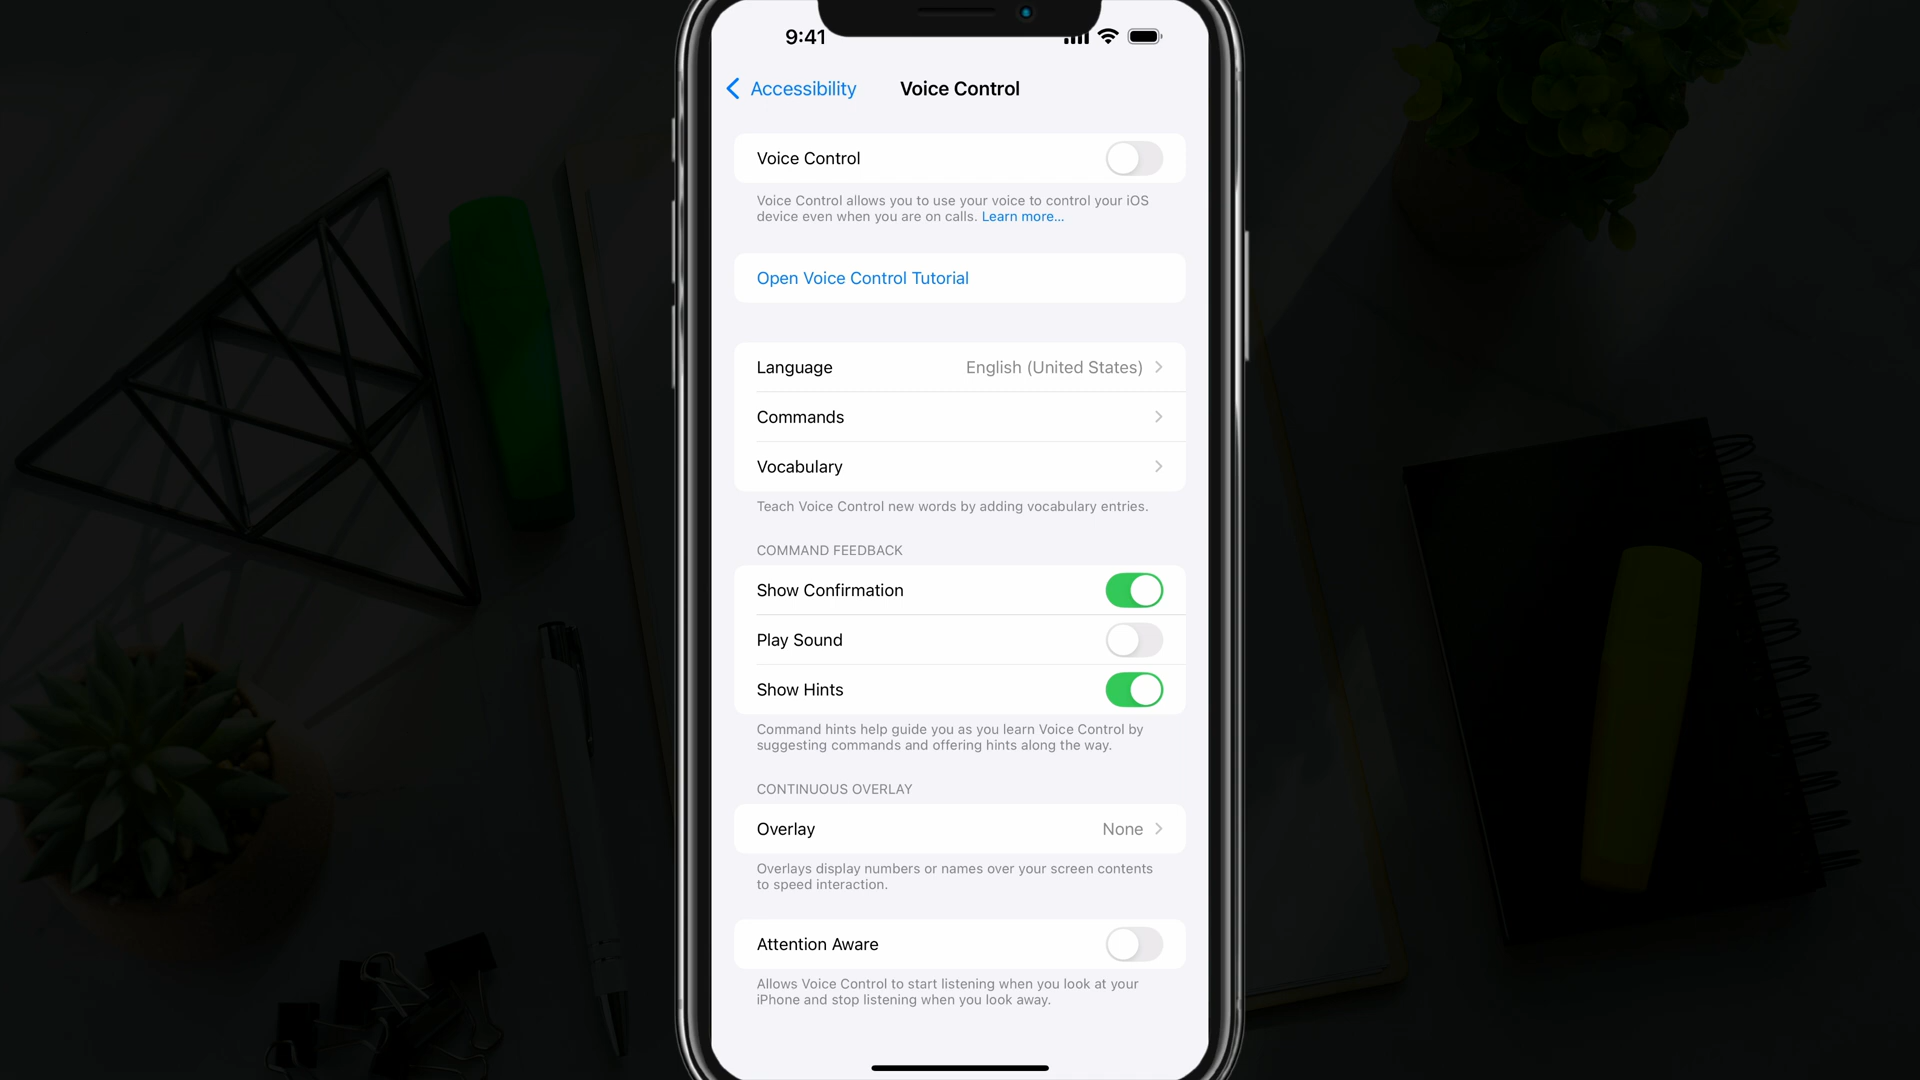 9:41
Accessibility
Voice Control
Voice Control
Voice Control allows you to use your voice to control your iOS
device even when you are on calls. Learn more...
Open Voice Control Tutorial
Language English (United States)
Commands
Vocabulary
Teach Voice Control new words by adding vocabulary entries.
COMMAND FEEDBACK
Show Confirmation
Play Sound
Show Hints
Command hints help guide you as you learn Voice Control by
suggesting commands and offering hints along the way.
CONTINUOUS OVERLAY
Overlay None
Overlays display numbers or names over your screen contents
to speed interaction.
Attention Aware
Allows Voice Control to start listening when you look at your
iPhone and stop listening when you look away.